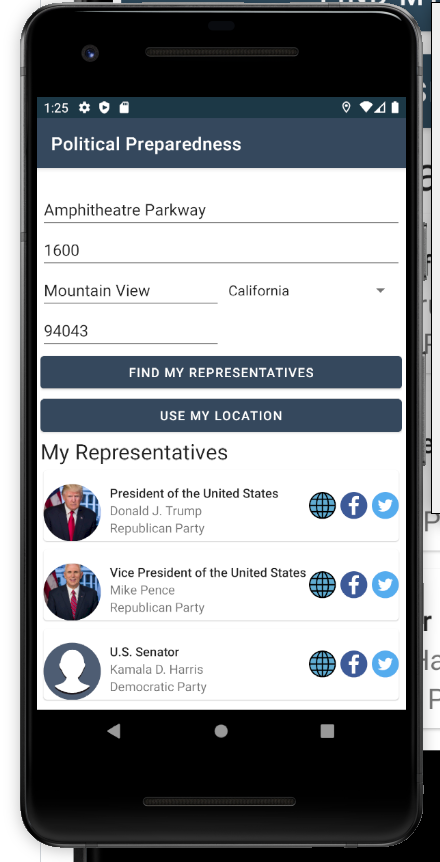 1:25
Political Preparedness
Amphitheatre Parkway
1600
Mountain View California
94043
FIND MY REPRESENTATIVES
USE MY LOCATION
My Representatives
President of the United States
Donald J. Trump
Republican Party
Vice President of the United States
Mike Pence
Republican Party
U.S. Senator
Kamala D. Harris
Democratic Party